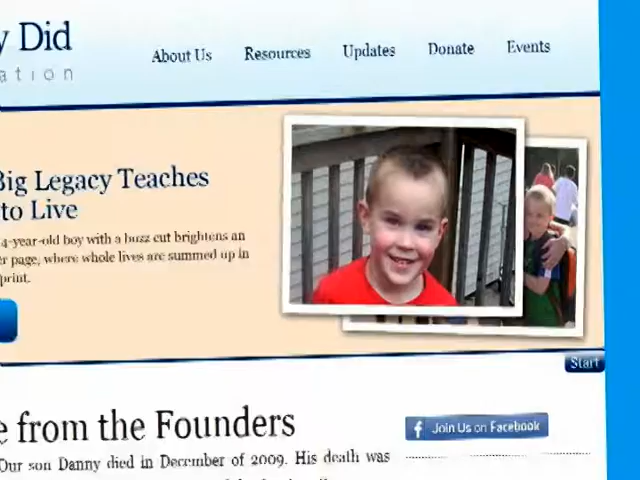 y Did
ation
About Us Resources Updates Donate Events
Big Legacy Teaches
to Live
4-year-old boy with a buzz cut brightens an
r page, where whole lives are summed up in
print.
Start
e from the Founders
Join Us on Facebook
Our son Danny died in December of 2009. His death was